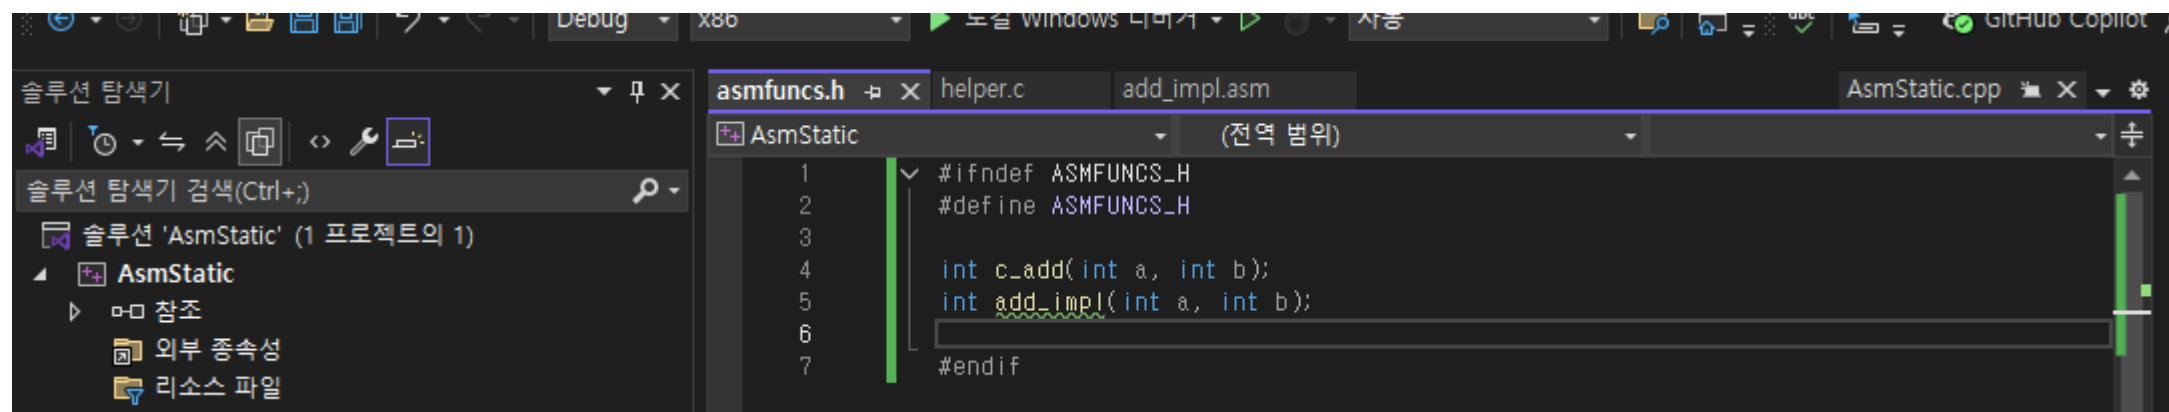 Debug x86 로컬 Windows 디버거 자동 GitHub Copilot
솔루션 탐색기
asmfuncs.h helper.c add_impl.asm AsmStatic.cpp
AsmStatic (전역 범위)
솔루션 탐색기 검색(Ctrl+;)
솔루션 'AsmStatic' (1 프로젝트의 1)
AsmStatic
참조
외부 종속성
리소스 파일
1 #ifndef ASMFUNCS_H
2 #define ASMFUNCS_H
3
4 int c_add(int a, int b);
5 int add_impl(int a, int b);
6
7 #endif